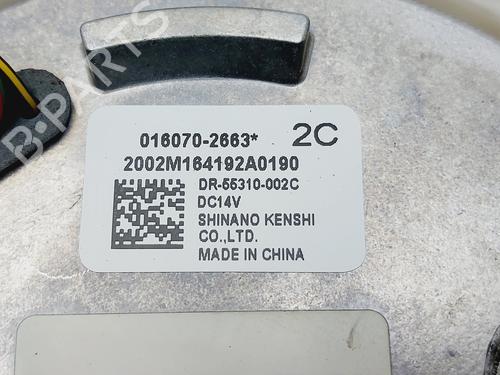 016070-2663* 2C
2002M164192A0190
DR-55310-002C
DC14V
SHINANO KENSHI
CO.,LTD.
MADE IN CHINA
B-PARTS